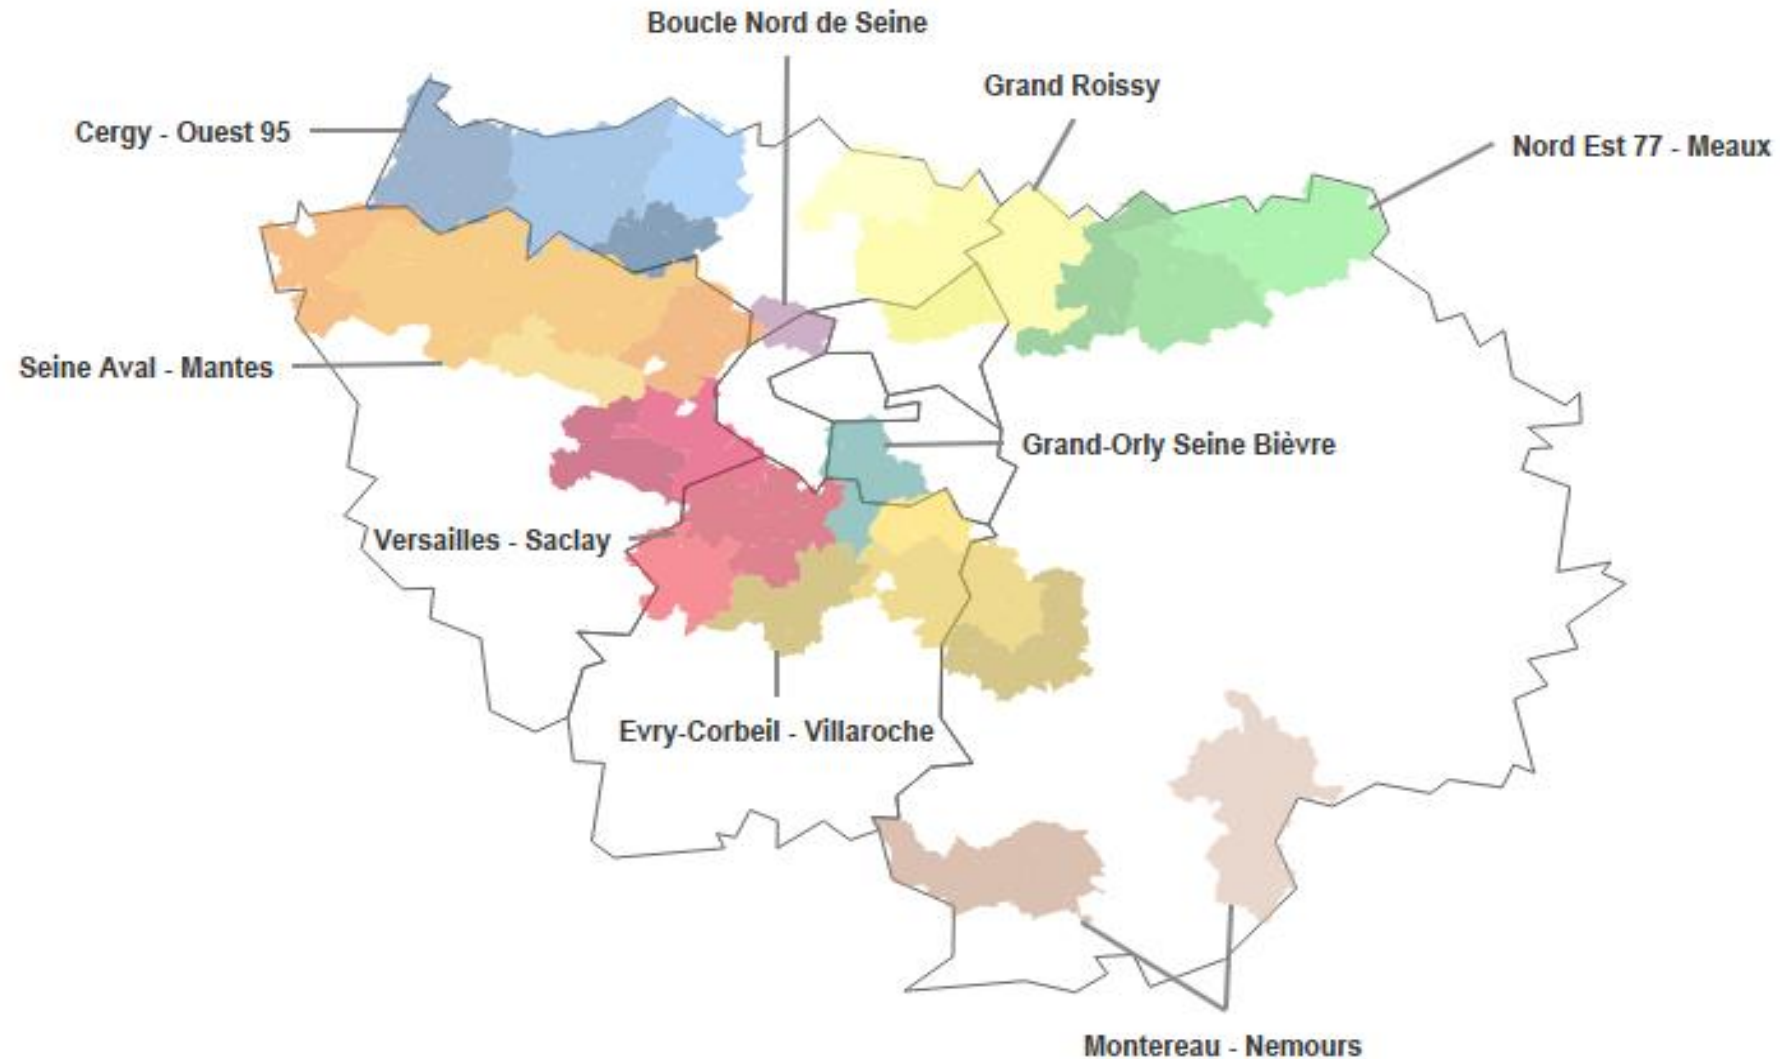 Boucle Nord de Seine
Grand Roissy
Cergy - Ouest 95
Nord Est 77 - Meaux
Seine Aval - Mantes
Grand-Orly Seine Bièvre
Versailles - Saclay
Evry-Corbeil - Villaroche
Montereau - Nemours